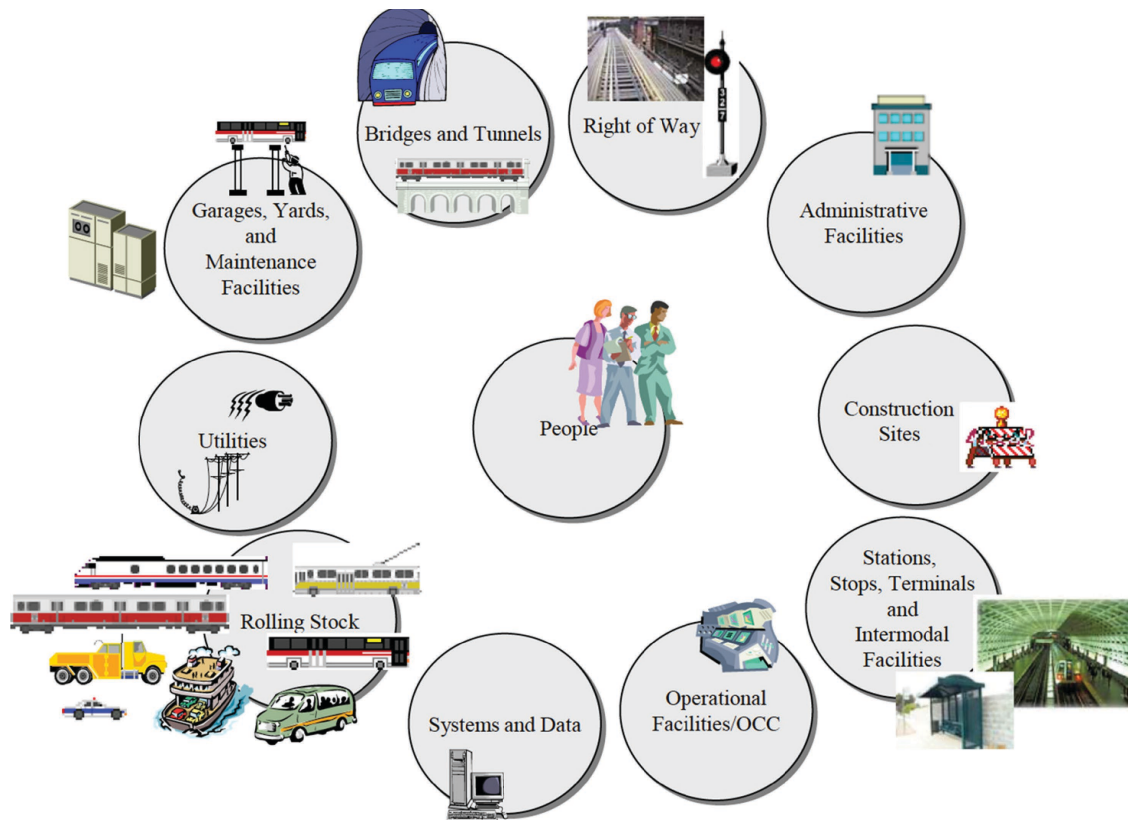 Bridges and Tunnels
Right of Way
327
Administrative
Facilities
Garages, Yards,
and
Maintenance
Facilities
People
Construction
Sites
Utilities
Stations,
Stops, Terminals
and
Intermodal
Facilities
Rolling Stock
Operational
Facilities/OCC
Systems and Data